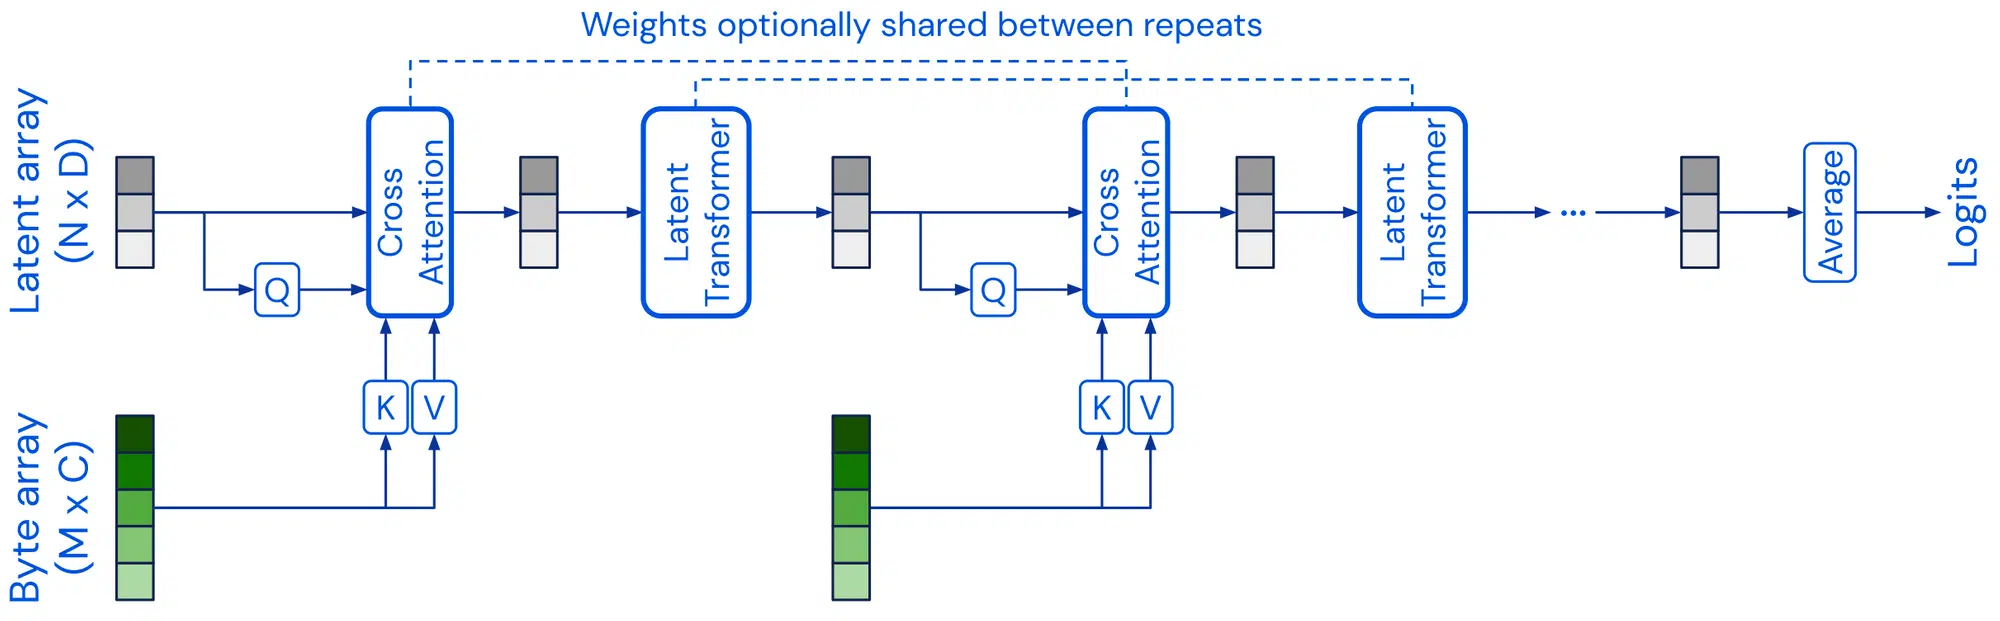 Weights optionally shared between repeats
Latent array
(N x D)
Q
Cross
Attention
K
V
Latent
Transformer
Q
Cross
Attention
K
V
Latent
Transformer
...
Average
Logits
Byte array
(M x C)